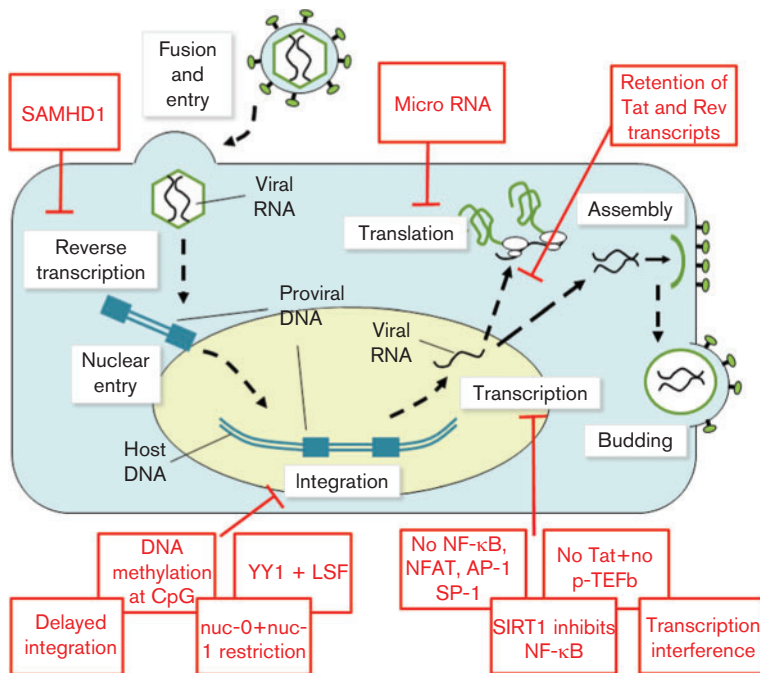 Fusion
and
entry
SAMHD1
Micro RNA
Retention of
Tat and Rev
transcripts
Viral
RNA
Translation
Assembly
Reverse
transcription
Proviral
DNA
Viral
RNA
Nuclear
entry
Transcription
Host
DNA
Budding
Integration
DNA
methylation
at CpG
YY1 + LSF
Delayed
integration
nuc-0+nuc-
1 restriction
No NF-κB,
NFAT, AP-1
SP-1
No Tat+no
p-TEFb
SIRT1 inhibits
NF-κB
Transcription
interference